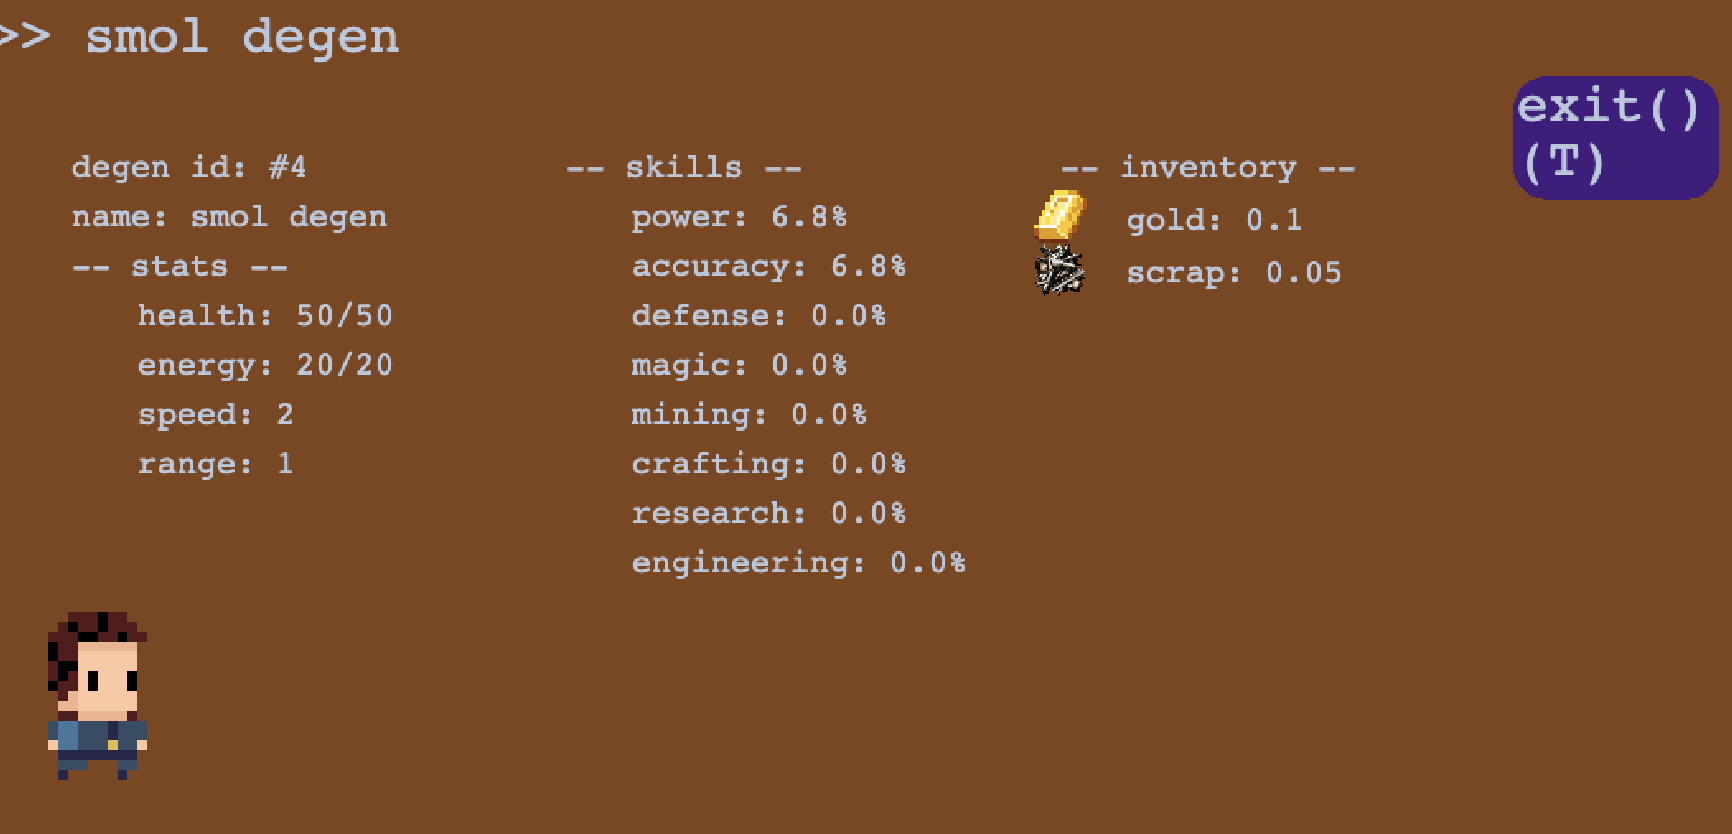 >> smol degen
exit()
(T)
degen id: #4
name: smol degen
-- stats --
health: 50/50
energy: 20/20
speed: 2
range: 1
-- skills --
power: 6.8%
accuracy: 6.8%
defense: 0.0%
magic: 0.0%
mining: 0.0%
crafting: 0.0%
research: 0.0%
engineering: 0.0%
-- inventory --
gold: 0.1
scrap: 0.05